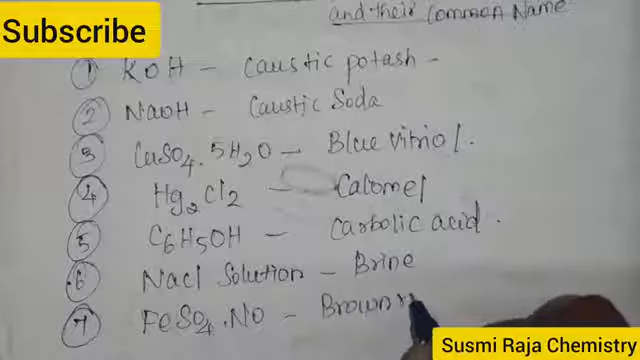 Subscribe
and their Common Name
① KOH - Caustic potash -
② NaOH - Caustic Soda
③ CuSO4.5H2O - Blue Vitriol.
④ Hg2Cl2 - Calomel
⑤ C6H5OH - Carbolic acid.
⑥ NaCl Solution - Brine
⑦ FeSO4.NO - Brown
Susmi Raja Chemistry